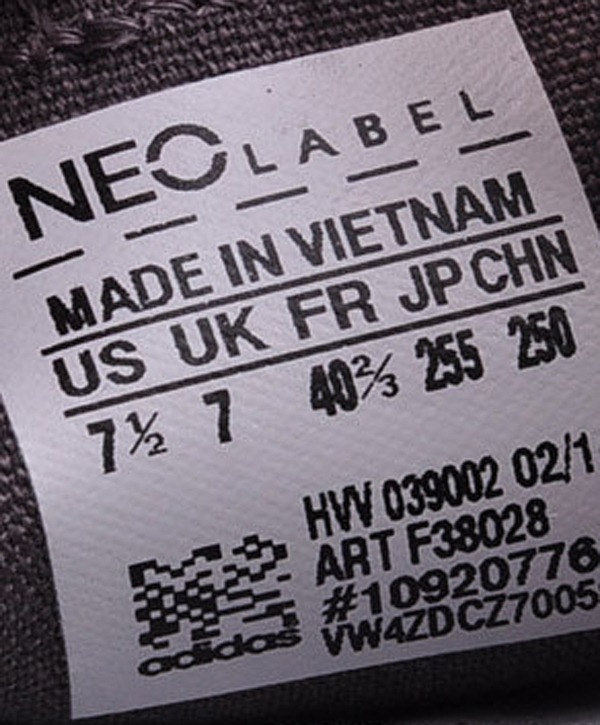 NEO LABEL
MADE IN VIETNAM
US UK FR JP CHN
7½ 7 40⅔ 255 250
HVV 039002 02/1
ART F38028
#10920776
VW4ZDCZ7005
adidas